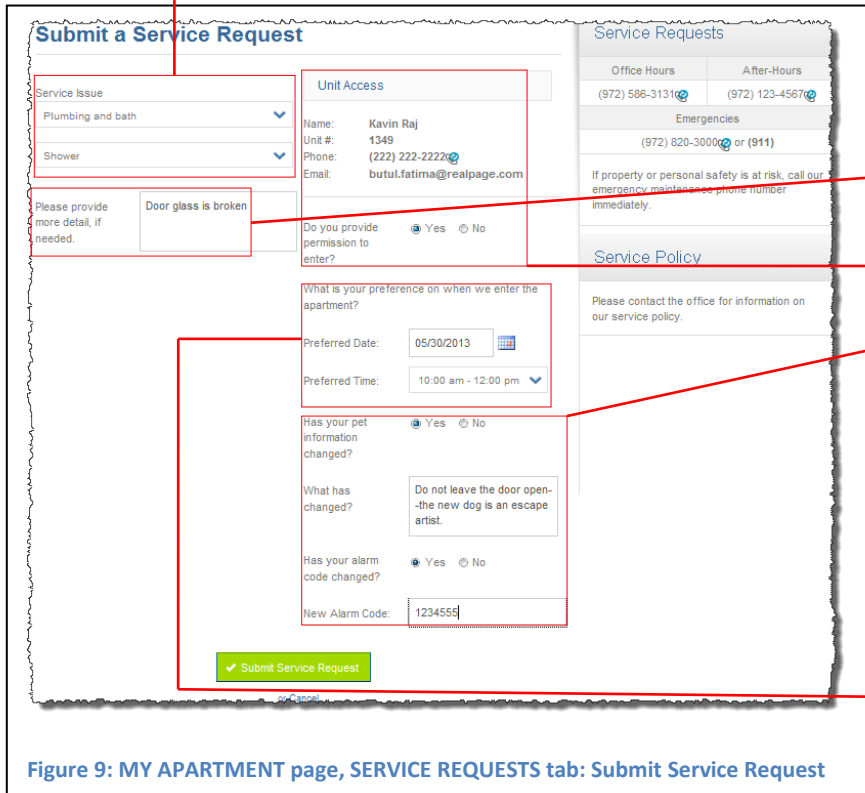 Submit a Service Request
Service Issue
Plumbing and bath
Shower
Please provide
more detail, if
needed.
Door glass is broken
Unit Access
Name: Kavin Raj
Unit #: 1349
Phone: (222) 222-2222
Email: butul.fatima@realpage.com
Do you provide
permission to
enter?
Yes No
What is your preference on when we enter the
apartment?
Preferred Date: 05/30/2013
Preferred Time: 10:00 am - 12:00 pm
Has your pet
information
changed?
Yes No
What has
changed?
Do not leave the door open-
-the new dog is an escape
artist.
Has your alarm
code changed?
Yes No
New Alarm Code: 1234555
Submit Service Request
or Cancel
Service Requests
Office Hours After-Hours
(972) 586-3131 (972) 123-4567
Emergencies
(972) 820-3000 or (911)
If property or personal safety is at risk, call our
emergency maintenance phone number
immediately.
Service Policy
Please contact the office for information on
our service policy.
Figure 9: MY APARTMENT page, SERVICE REQUESTS tab: Submit Service Request